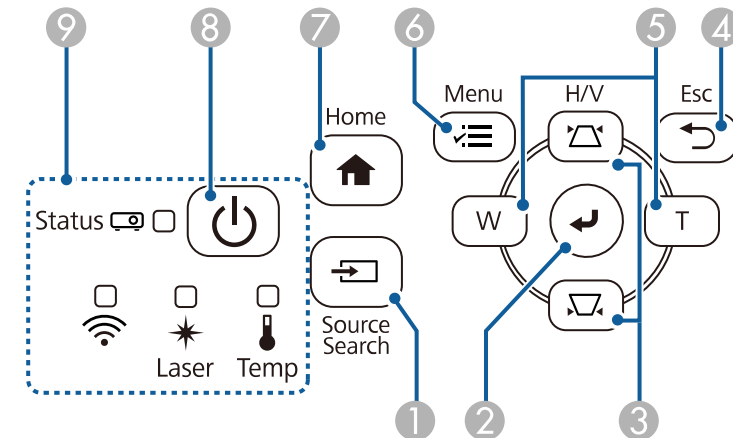 9 8 7 6 5 4
Menu H/V Esc
Home
W T
Status
Source
Search
Laser Temp
1 2 3